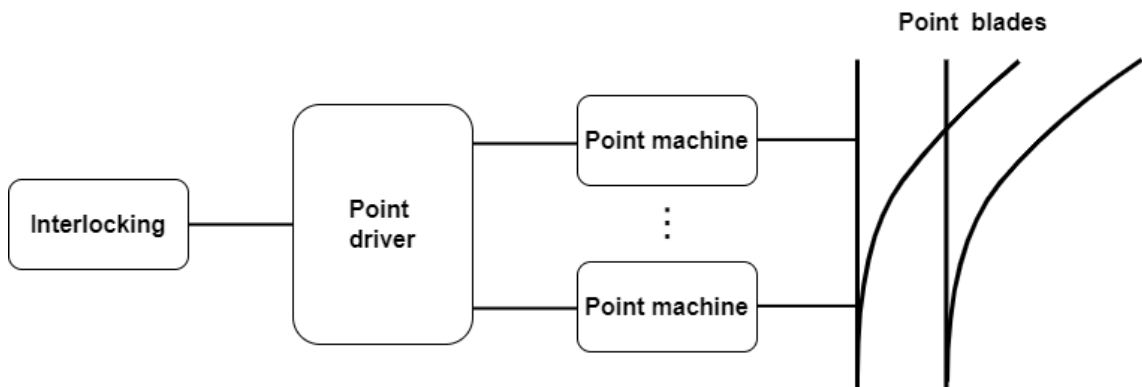 Point blades
Point machine
Interlocking
Point
driver
Point machine